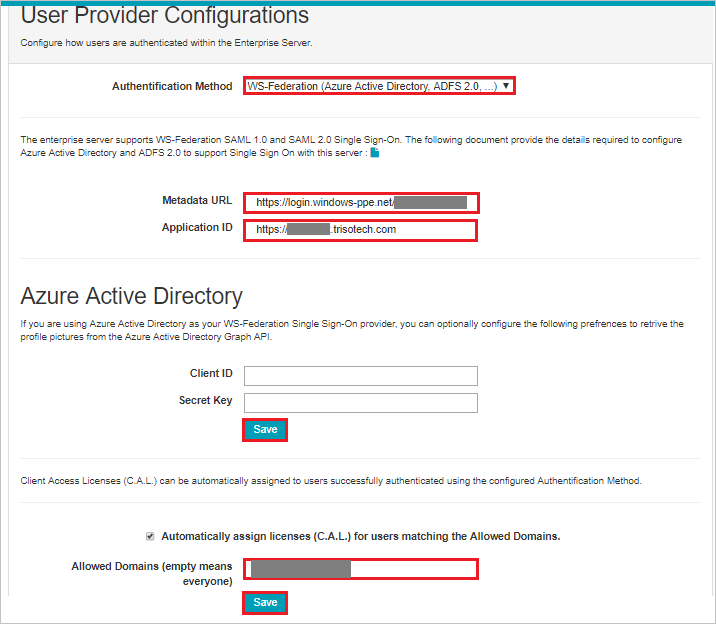 User Provider Configurations
Configure how users are authenticated within the Enterprise Server.
Authentification Method WS-Federation (Azure Active Directory, ADFS 2.0, ...)
The enterprise server supports WS-Federation SAML 1.0 and SAML 2.0 Single Sign-On. The following document provide the details required to configure
Azure Active Directory and ADFS 2.0 to support Single Sign On with this server :
Metadata URL https://login.windows-ppe.net/
Application ID https:// .trisotech.com
Azure Active Directory
If you are using Azure Active Directory as your WS-Federation Single Sign-On provider, you can optionally configure the following prefrences to retrive the
profile pictures from the Azure Active Directory Graph API.
Client ID
Secret Key
Save
Client Access Licenses (C.A.L.) can be automatically assigned to users successfully authenticated using the configured Authentification Method.
Automatically assign licenses (C.A.L.) for users matching the Allowed Domains.
Allowed Domains (empty means
everyone)
Save